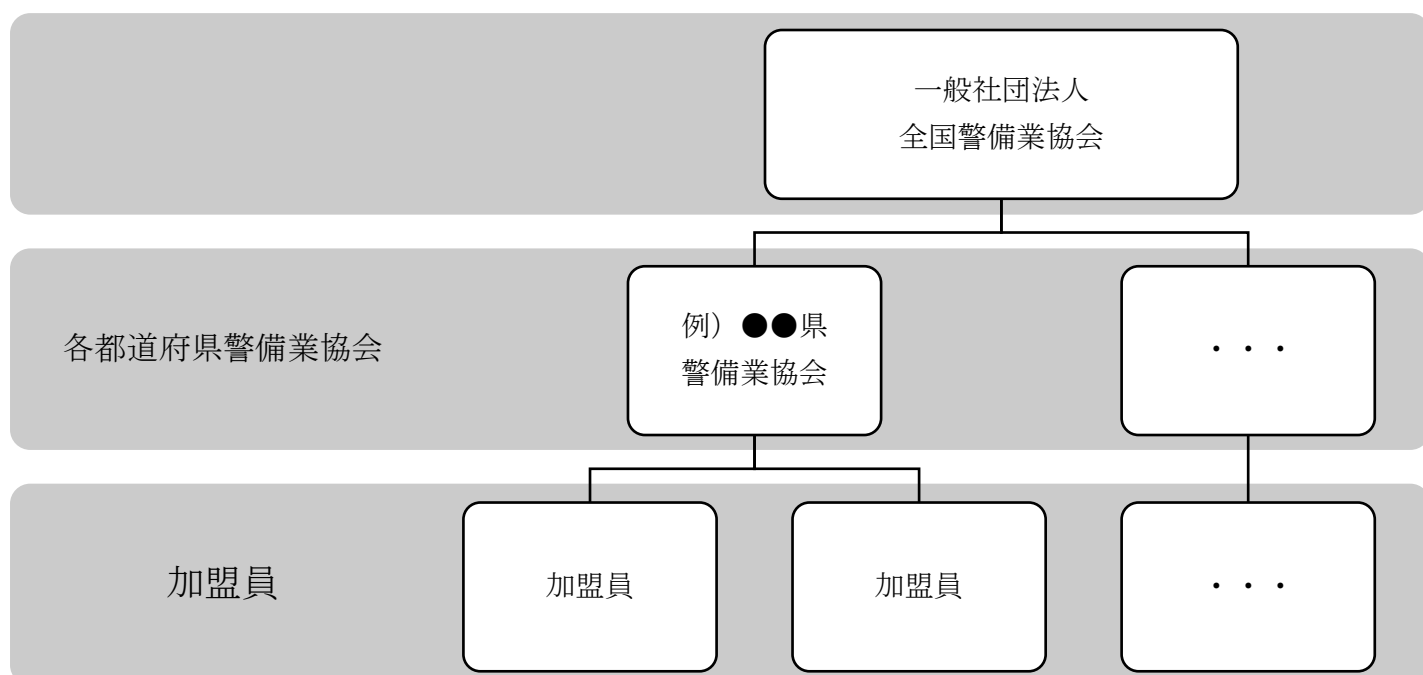 一般社団法人
全国警備業協会
各都道府県警備業協会
例）●●県
警備業協会
・・・
加盟員
加盟員
加盟員
・・・